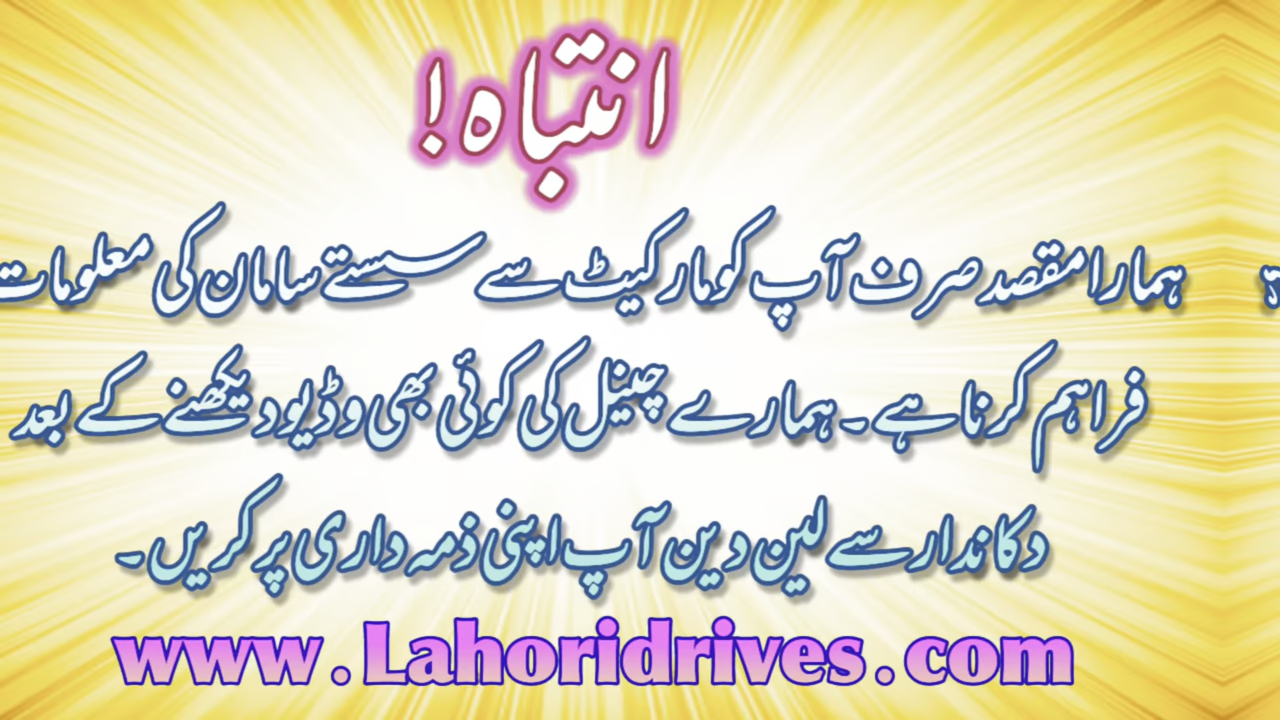 انتباہ!
ہمارا مقصد صرف آپ کو مارکیٹ سے سستے سامان کی معلومات
فراہم کرنا ہے۔ ہمارے چینل کی کوئی بھی وڈیو دیکھنے کے بعد
دکاندار سے لین دین آپ اپنی ذمہ داری پر کریں۔
www.Lahoridrives.com